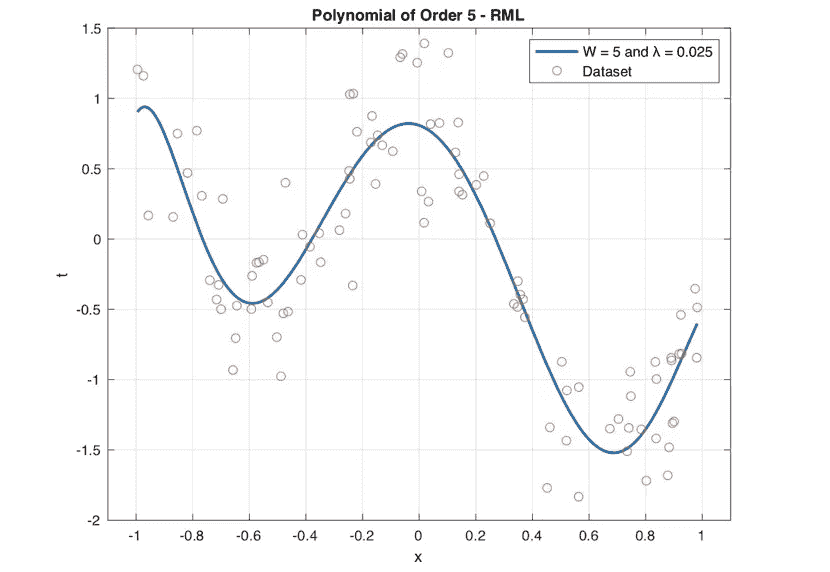 Polynomial of Order 5 - RML
W = 5 and λ = 0.025
Dataset
1.5
1
0.5
0
-0.5
-1
-1.5
-2
t
-1 -0.8 -0.6 -0.4 -0.2 0 0.2 0.4 0.6 0.8 1
x